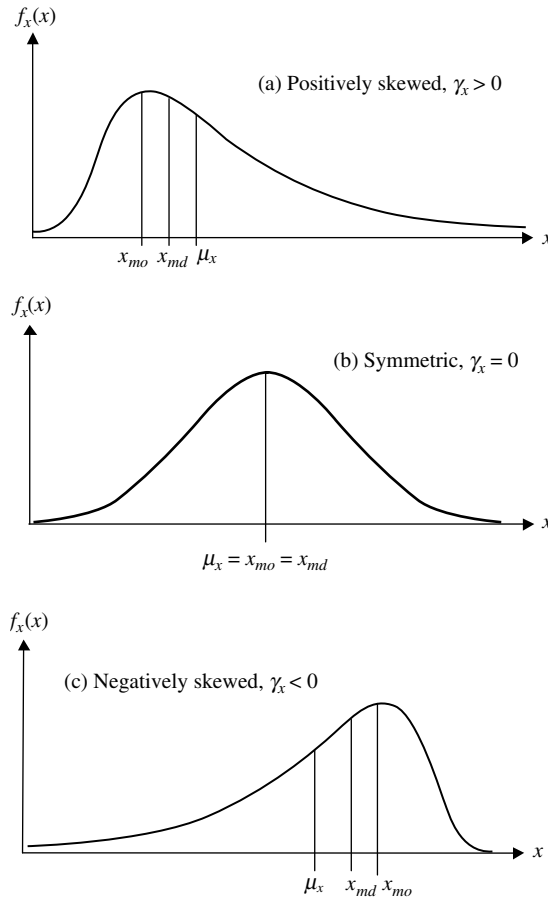 f_x(x)
(a) Positively skewed, γ_x > 0
x
x_mo x_md μ_x
f_x(x)
(b) Symmetric, γ_x = 0
x
μ_x = x_mo = x_md
f_x(x)
(c) Negatively skewed, γ_x < 0
x
μ_x x_md x_mo